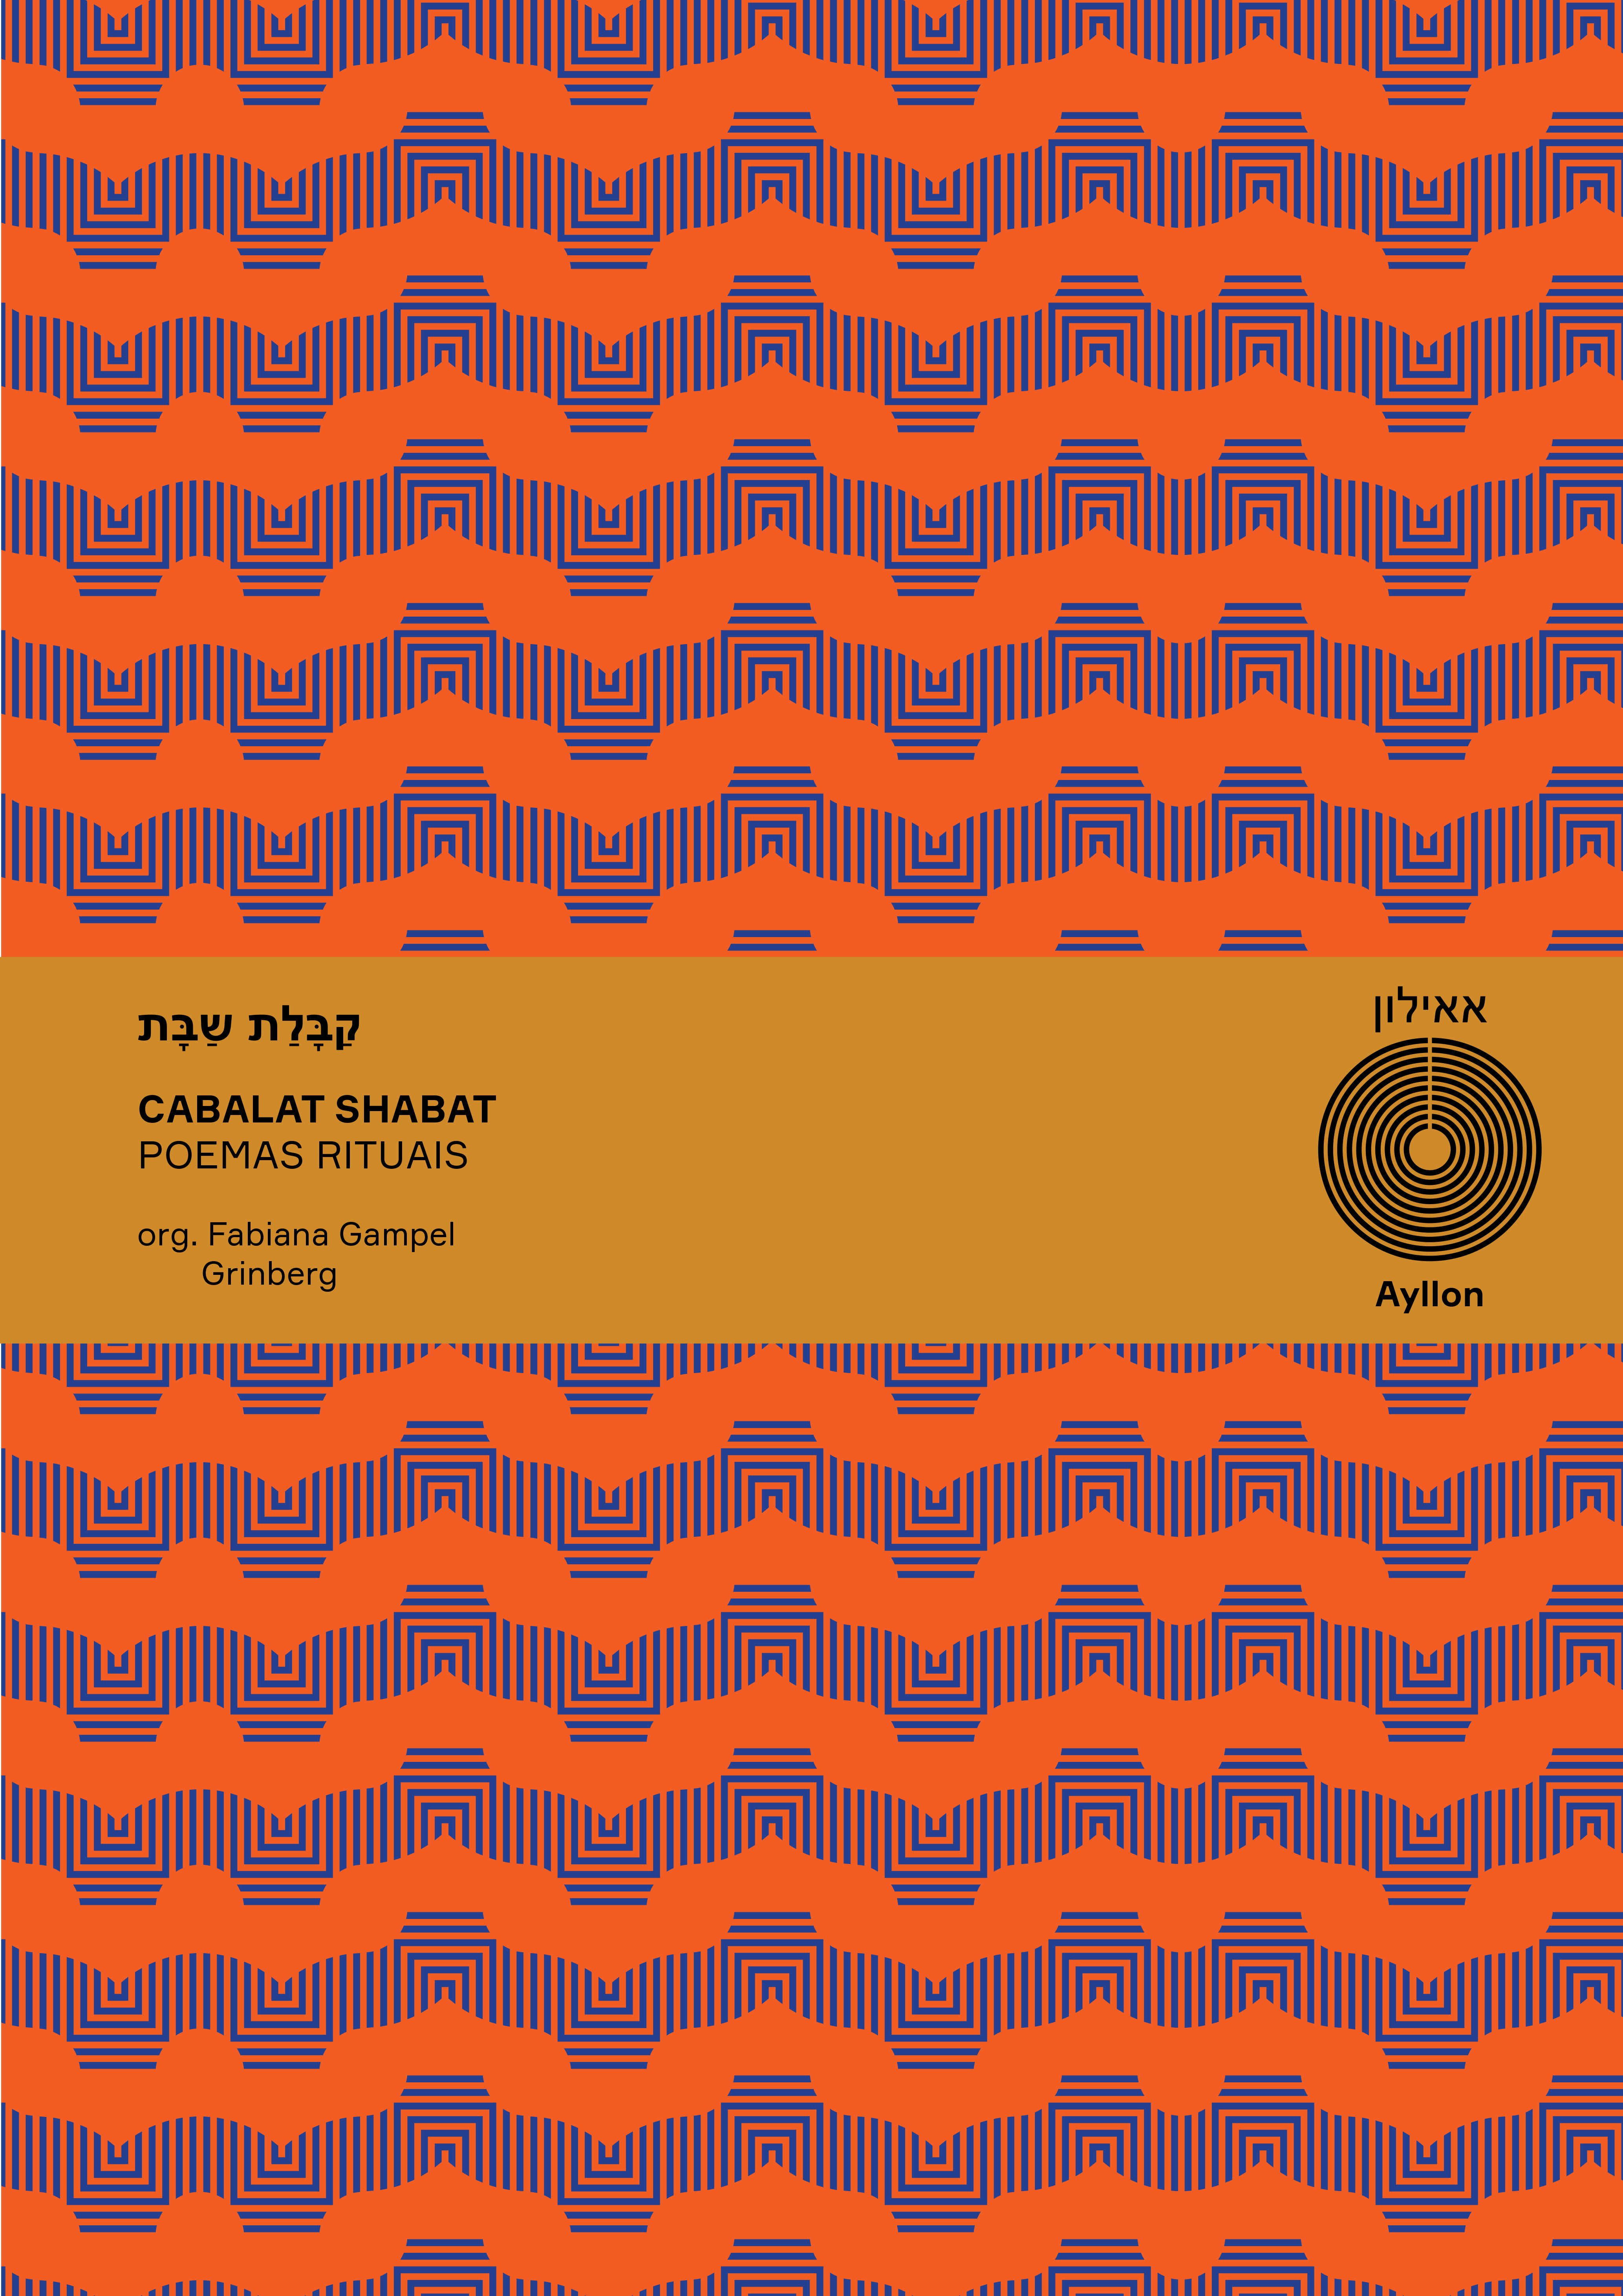 קַבָּלַת שַבָּת
CABALAT SHABAT
POEMAS RITUAIS
org. Fabiana Gampel
Grinberg
אאילון
Ayllon